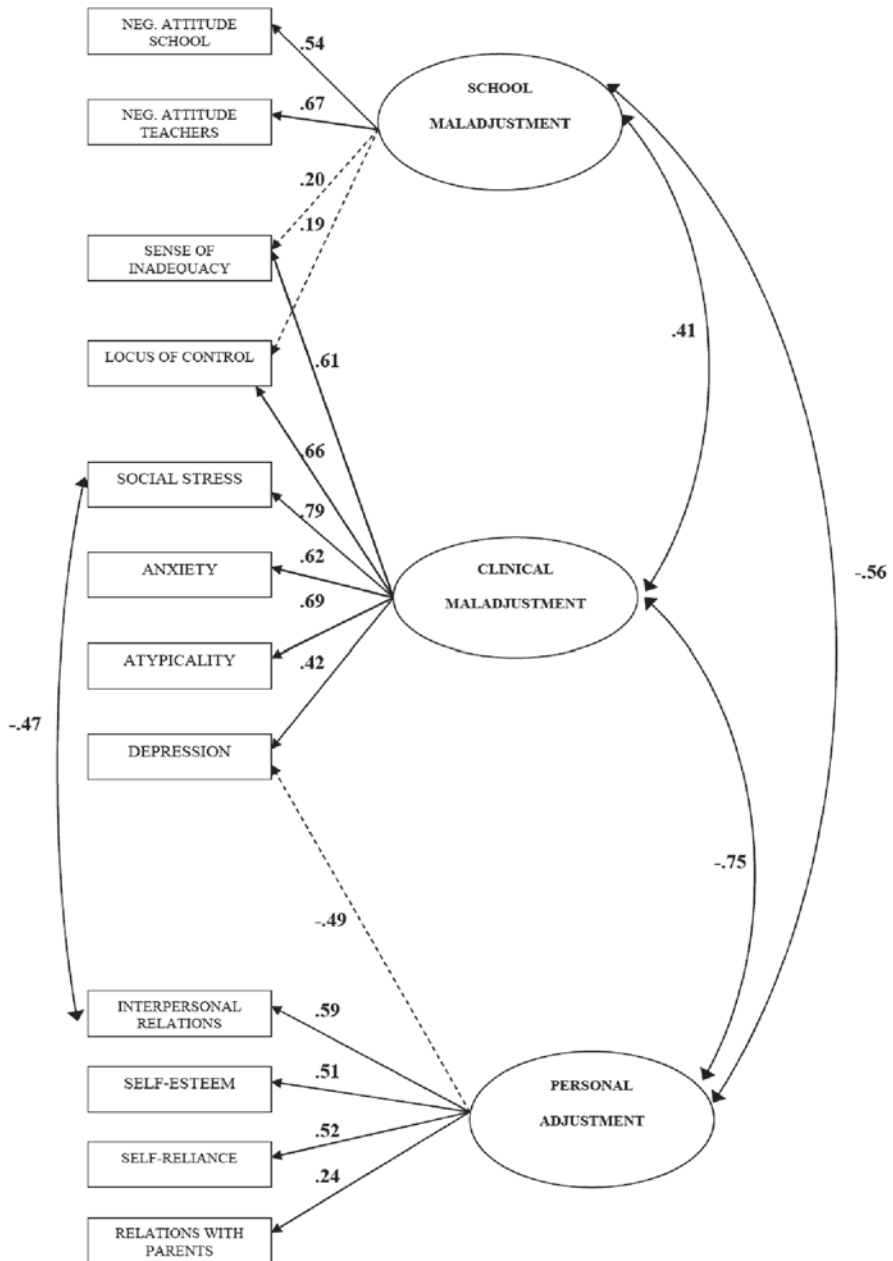 NEG. ATTITUDE
SCHOOL
.54
SCHOOL
MALADJUSTMENT
NEG. ATTITUDE
TEACHERS
.67
.20
.19
SENSE OF
INADEQUACY
.41
LOCUS OF CONTROL
.61
.66
SOCIAL STRESS
.79
ANXIETY
.62
CLINICAL
MALADJUSTMENT
-.56
.69
ATYPICALITY
.42
-.47
DEPRESSION
-.75
-.49
INTERPERSONAL
RELATIONS
.59
SELF-ESTEEM
.51
PERSONAL
ADJUSTMENT
.52
SELF-RELIANCE
.24
RELATIONS WITH
PARENTS